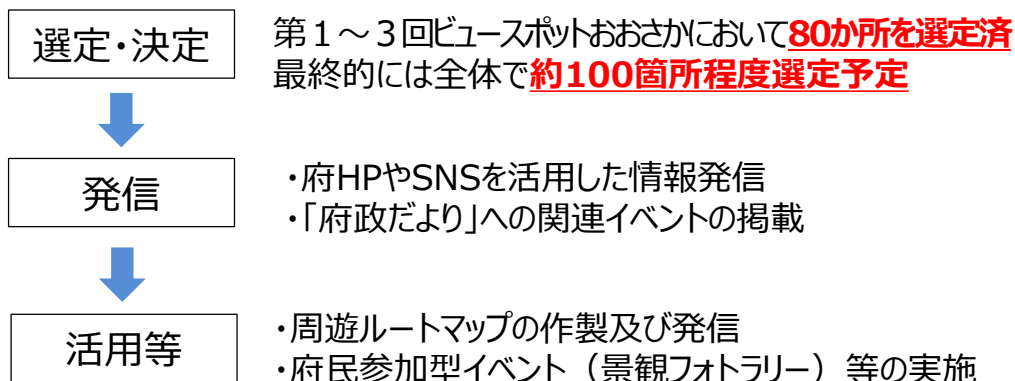 選定・決定
第１～３回ビュースポットおおさかにおいて80か所を選定済
最終的には全体で約100箇所程度選定予定
発信
・府HPやSNSを活用した情報発信
・「府政だより」への関連イベントの掲載
活用等
・周遊ルートマップの作製及び発信
・府民参加型イベント（景観フォトラリー）等の実施